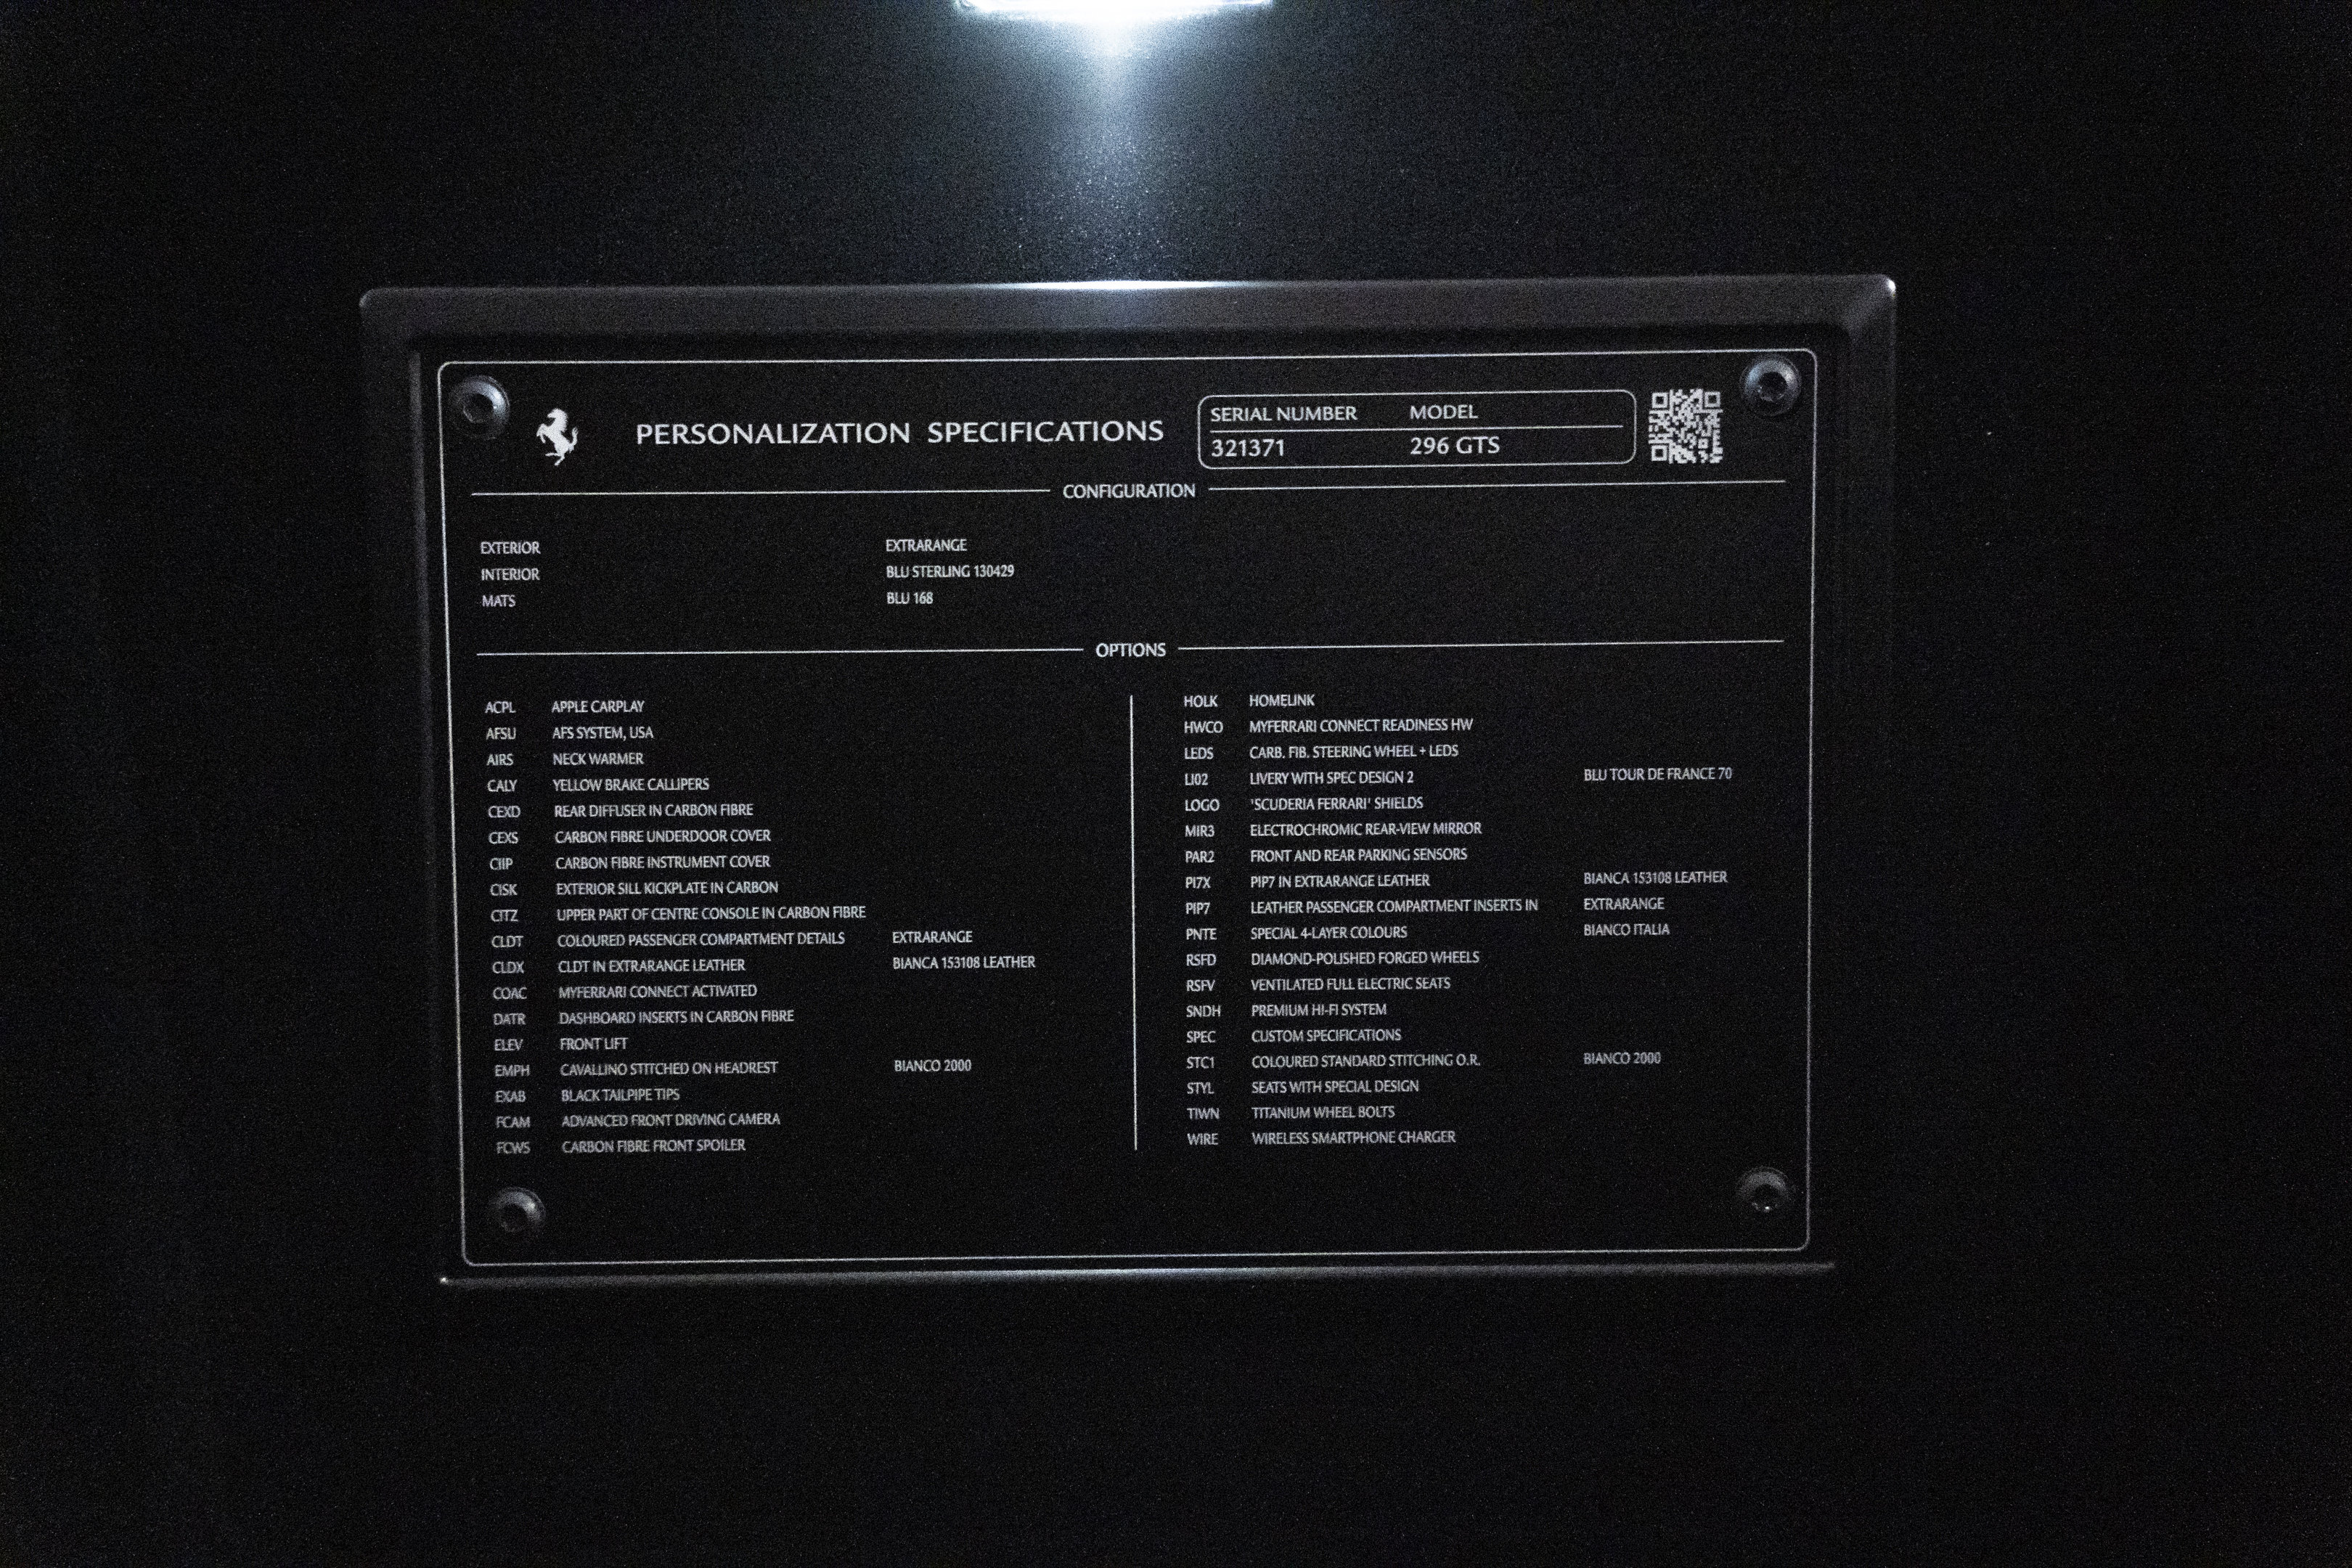 PERSONALIZATION SPECIFICATIONS
SERIAL NUMBER MODEL
321371 296 GTS
CONFIGURATION
EXTERIOR EXTRARANGE
INTERIOR BLU STERLING 130429
MATS BLU 168
OPTIONS
ACPL APPLE CARPLAY
AFSU AFS SYSTEM, USA
AIRS NECK WARMER
CALY YELLOW BRAKE CALLIPERS
CEXD REAR DIFFUSER IN CARBON FIBRE
CEXS CARBON FIBRE UNDERDOOR COVER
CIIP CARBON FIBRE INSTRUMENT COVER
CISK EXTERIOR SILL KICKPLATE IN CARBON
CITZ UPPER PART OF CENTRE CONSOLE IN CARBON FIBRE
CLDT COLOURED PASSENGER COMPARTMENT DETAILS EXTRARANGE
CLDX CLDT IN EXTRARANGE LEATHER BIANCA 153108 LEATHER
COAC MYFERRARI CONNECT ACTIVATED
DATR DASHBOARD INSERTS IN CARBON FIBRE
ELEV FRONT LIFT
EMPH CAVALLINO STITCHED ON HEADREST BIANCO 2000
EXAB BLACK TAILPIPE TIPS
FCAM ADVANCED FRONT DRIVING CAMERA
FCWS CARBON FIBRE FRONT SPOILER
HOLK HOMELINK
HWCO MYFERRARI CONNECT READINESS HW
LEDS CARB. FIB. STEERING WHEEL + LEDS
LI02 LIVERY WITH SPEC DESIGN 2 BLU TOUR DE FRANCE 70
LOGO 'SCUDERIA FERRARI' SHIELDS
MIR3 ELECTROCHROMIC REAR-VIEW MIRROR
PAR2 FRONT AND REAR PARKING SENSORS
PI7X PIP7 IN EXTRARANGE LEATHER BIANCA 153108 LEATHER
PIP7 LEATHER PASSENGER COMPARTMENT INSERTS IN EXTRARANGE
PNTE SPECIAL 4-LAYER COLOURS BIANCO ITALIA
RSFD DIAMOND-POLISHED FORGED WHEELS
RSFV VENTILATED FULL ELECTRIC SEATS
SNDH PREMIUM HI-FI SYSTEM
SPEC CUSTOM SPECIFICATIONS
STC1 COLOURED STANDARD STITCHING O.R. BIANCO 2000
STYL SEATS WITH SPECIAL DESIGN
TIWN TITANIUM WHEEL BOLTS
WIRE WIRELESS SMARTPHONE CHARGER